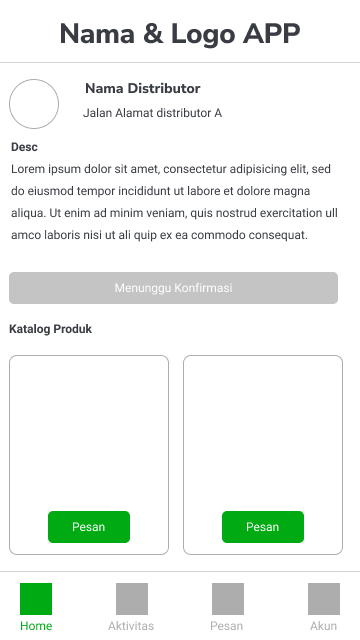 Nama & Logo APP
Nama Distributor
Jalan Alamat distributor A
Desc
Lorem ipsum dolor sit amet, consectetur adipisicing elit, sed
do eiusmod tempor incididunt ut labore et dolore magna
aliqua. Ut enim ad minim veniam, quis nostrud exercitation ull
amco laboris nisi ut ali quip ex ea commodo consequat.
Menunggu Konfirmasi
Katalog Produk
Pesan
Pesan
Home
Aktivitas
Pesan
Akun